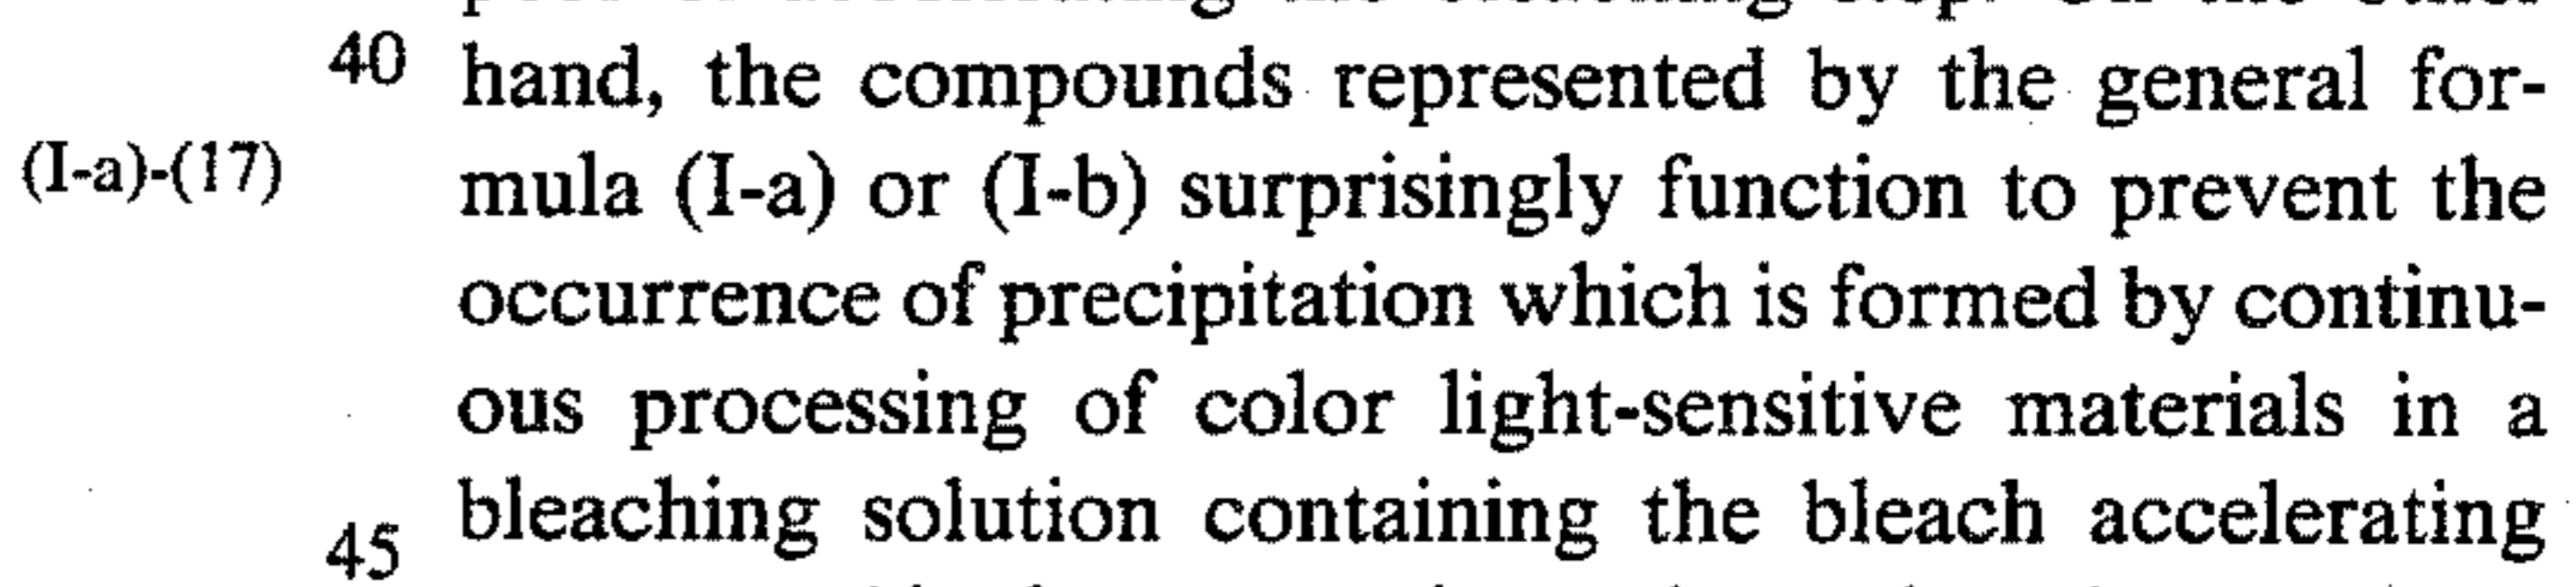 40 hand, the compounds represented by the general for-
(I-a)-(17) mula (I-a) or (I-b) surprisingly function to prevent the
occurrence of precipitation which is formed by continu-
ous processing of color light-sensitive materials in a
45 bleaching solution containing the bleach accelerating